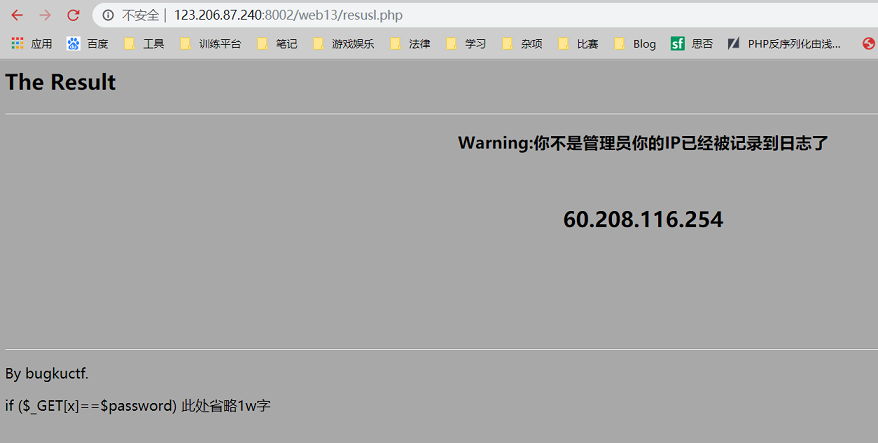 不安全 | 123.206.87.240:8002/web13/resusl.php
应用 百度 工具 训练平台 笔记 游戏娱乐 法律 学习 杂项 比赛 Blog sf 思否 PHP反序列化由浅...
The Result
Warning:你不是管理员你的IP已经被记录到日志了
60.208.116.254
By bugkuctf.
if ($_GET[x]==$password) 此处省略1w字